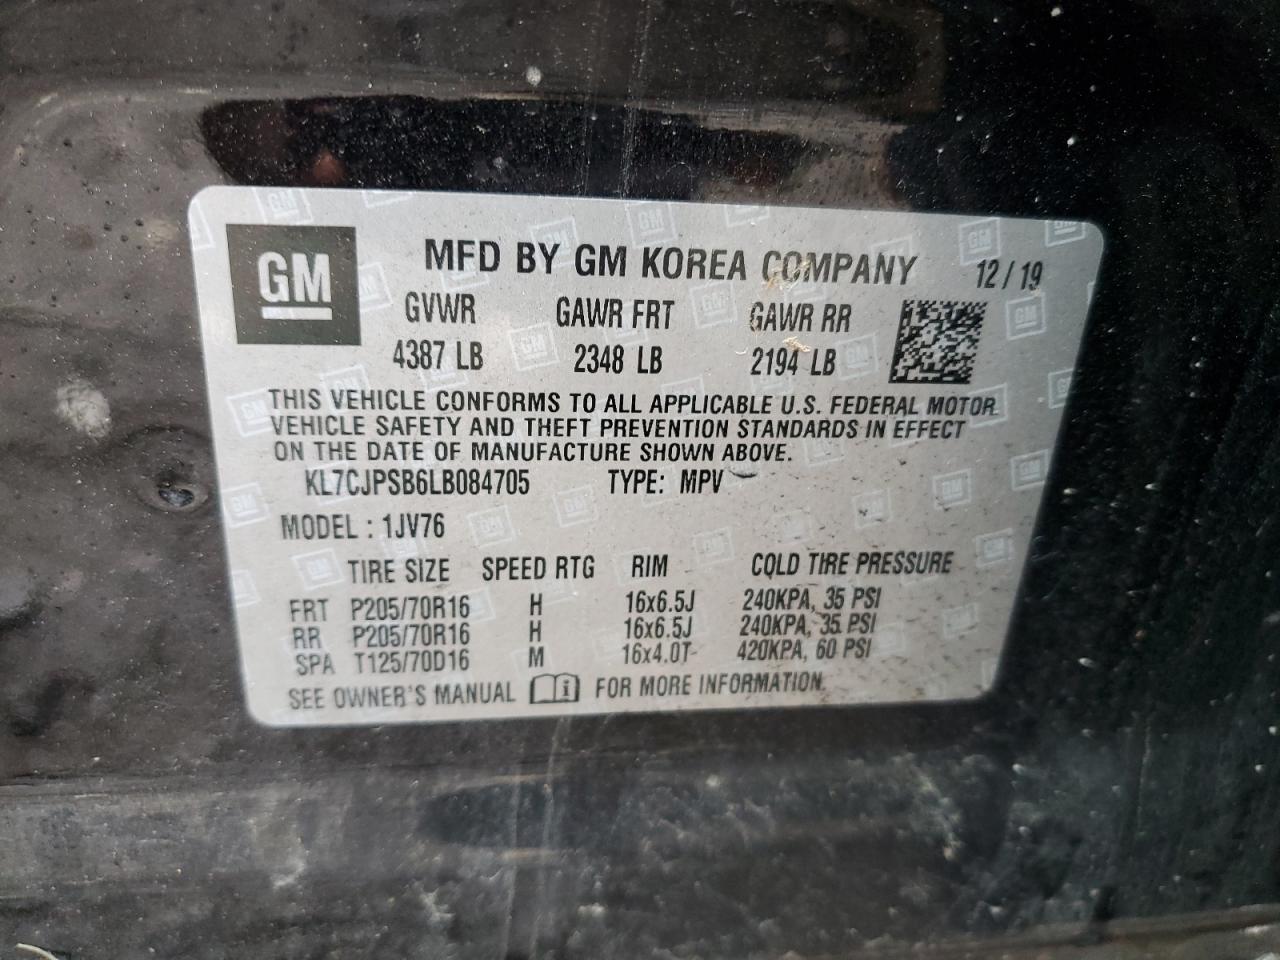 GM
MFD BY GM KOREA COMPANY 12/19
GVWR GAWR FRT GAWR RR
4387 LB 2348 LB 2194 LB
THIS VEHICLE CONFORMS TO ALL APPLICABLE U.S. FEDERAL MOTOR
VEHICLE SAFETY AND THEFT PREVENTION STANDARDS IN EFFECT
ON THE DATE OF MANUFACTURE SHOWN ABOVE.
KL7CJPSB6LB084705 TYPE: MPV
MODEL : 1JV76
TIRE SIZE SPEED RTG RIM COLD TIRE PRESSURE
FRT P205/70R16 H 16x6.5J 240KPA, 35 PSI
RR P205/70R16 H 16x6.5J 240KPA, 35 PSI
SPA T125/70D16 M 16x4.0T 420KPA, 60 PSI
SEE OWNER'S MANUAL i FOR MORE INFORMATION.